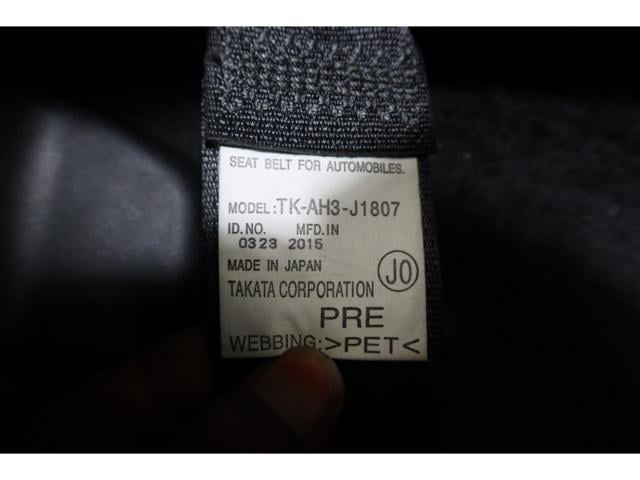 SEAT BELT FOR AUTOMOBILES.
MODEL:TK-AH3-J1807
ID.NO. MFD.IN
0323 2015
MADE IN JAPAN JO
TAKATA CORPORATION
PRE
WEBBING:>PET<